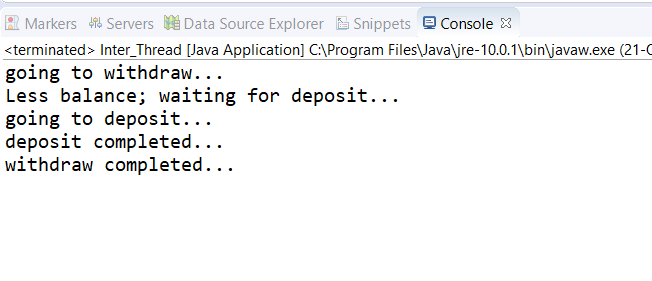 Markers Servers Data Source Explorer Snippets Console
<terminated> Inter_Thread [Java Application] C:\Program Files\Java\jre-10.0.1\bin\javaw.exe (21-
going to withdraw...
Less balance; waiting for deposit...
going to deposit...
deposit completed...
withdraw completed...